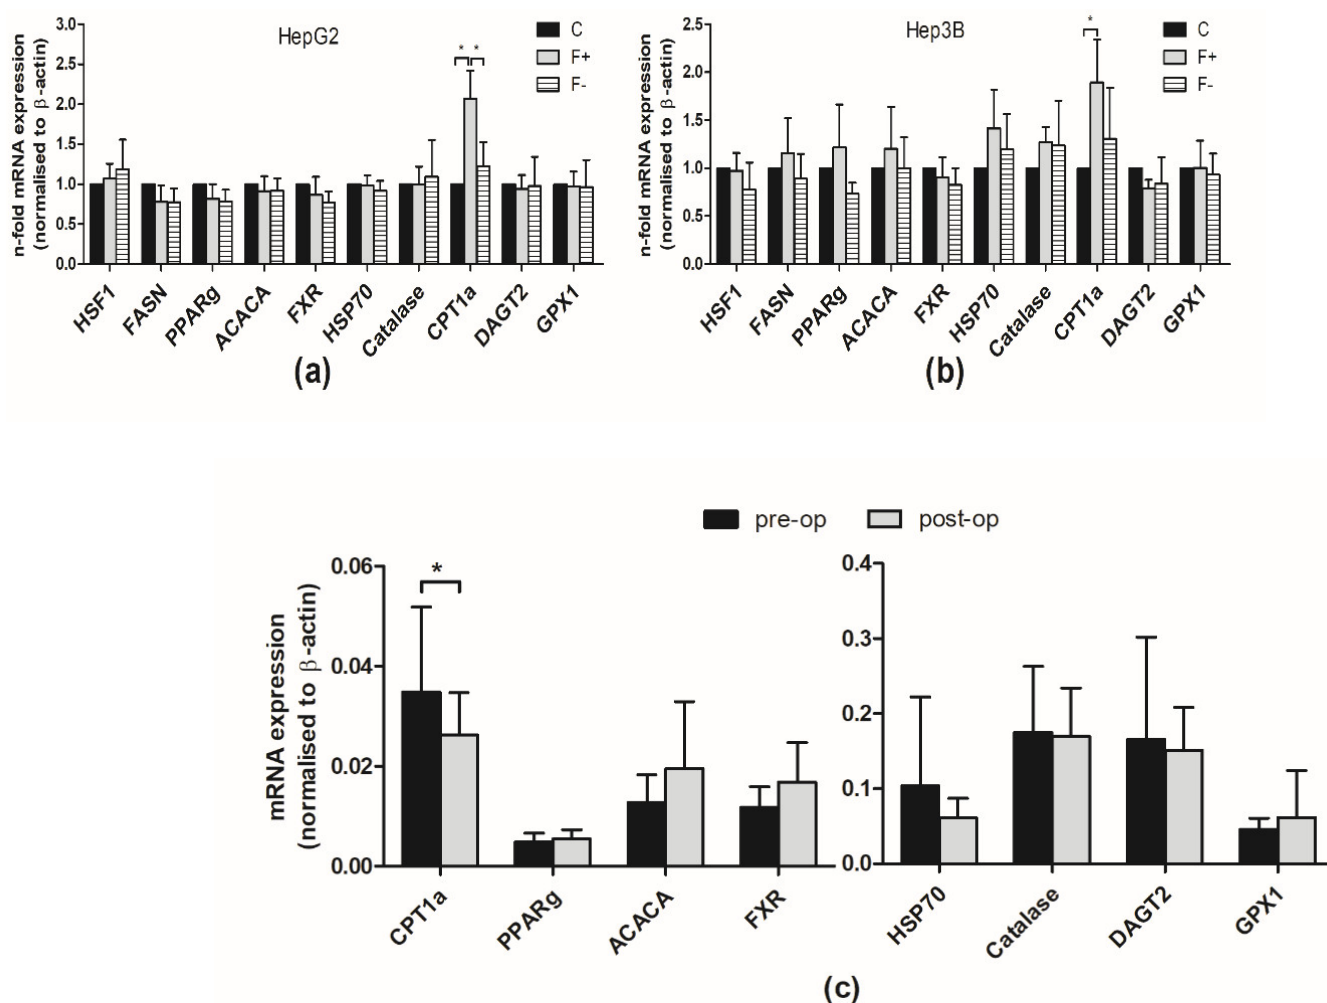 HepG2
n-fold mRNA expression
(normalised to β-actin)
3.0
2.5
2.0
1.5
1.0
0.5
0.0
C
F+
F-
* *
HSF1
FASN
PPARg
ACACA
FXR
HSP70
Catalase
CPT1a
DAGT2
GPX1
(a)
Hep3B
n-fold mRNA expression
(normalised to β-actin)
2.5
2.0
1.5
1.0
0.5
0.0
C
F+
F-
*
HSF1
FASN
PPARg
ACACA
FXR
HSP70
Catalase
CPT1a
DAGT2
GPX1
(b)
pre-op
post-op
mRNA expression
(normalised to β-actin)
0.06
0.04
0.02
0.00
*
CPT1a
PPARg
ACACA
FXR
0.4
0.3
0.2
0.1
0.0
HSP70
Catalase
DAGT2
GPX1
(c)